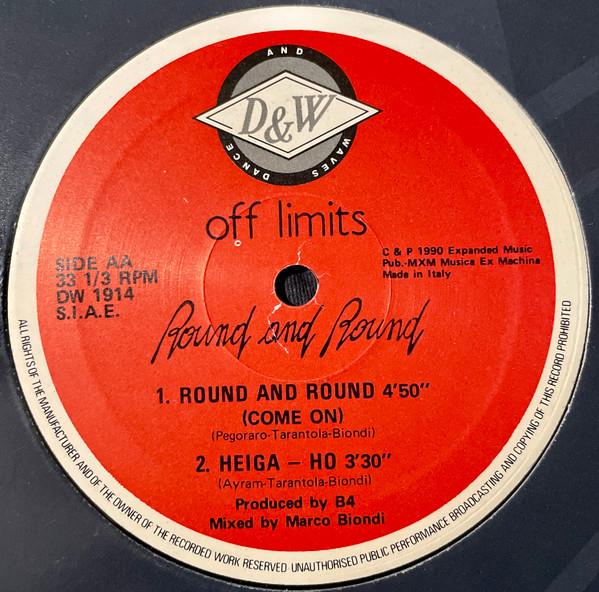 DANCE AND WAVES
D&W
off limits
SIDE AA
33 1/3 RPM
DW 1914
S.I.A.E.
C & P 1990 Expanded Music
Pub.-MXM Musica Ex Machina
Made in Italy
Round and Round
1. ROUND AND ROUND 4'50"
(COME ON)
(Pegoraro-Tarantola-Biondi)
2. HEIGA – HO 3'30"
(Ayram-Tarantola-Biondi)
Produced by B4
Mixed by Marco Biondi
ALL RIGHTS OF THE MANUFACTURER AND OF THE OWNER OF THE RECORDED WORK RESERVED · UNAUTHORISED PUBLIC PERFORMANCE BROADCASTING AND COPYING OF THIS RECORD PROHIBITED